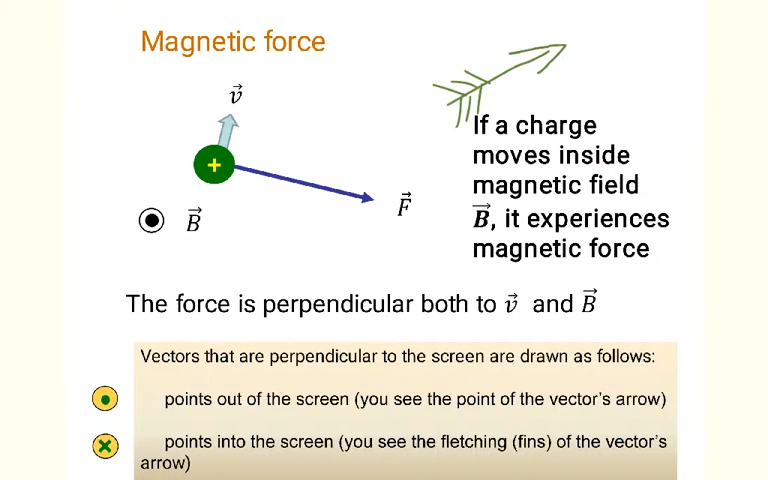 Magnetic force
v⃗
+
F⃗
B⃗
If a charge
moves inside
magnetic field
B⃗, it experiences
magnetic force
The force is perpendicular both to v⃗ and B⃗
Vectors that are perpendicular to the screen are drawn as follows:
points out of the screen (you see the point of the vector's arrow)
points into the screen (you see the fletching (fins) of the vector's
arrow)